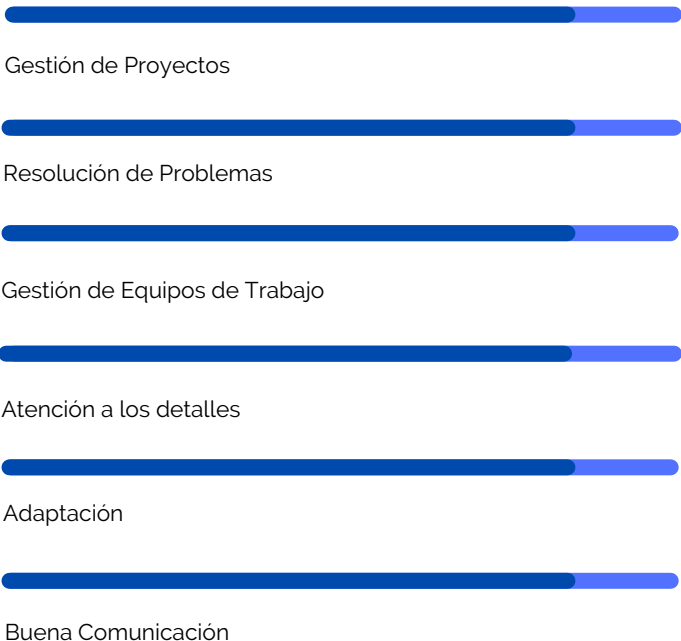 Gestión de Proyectos
Resolución de Problemas
Gestión de Equipos de Trabajo
Atención a los detalles
Adaptación
Buena Comunicación